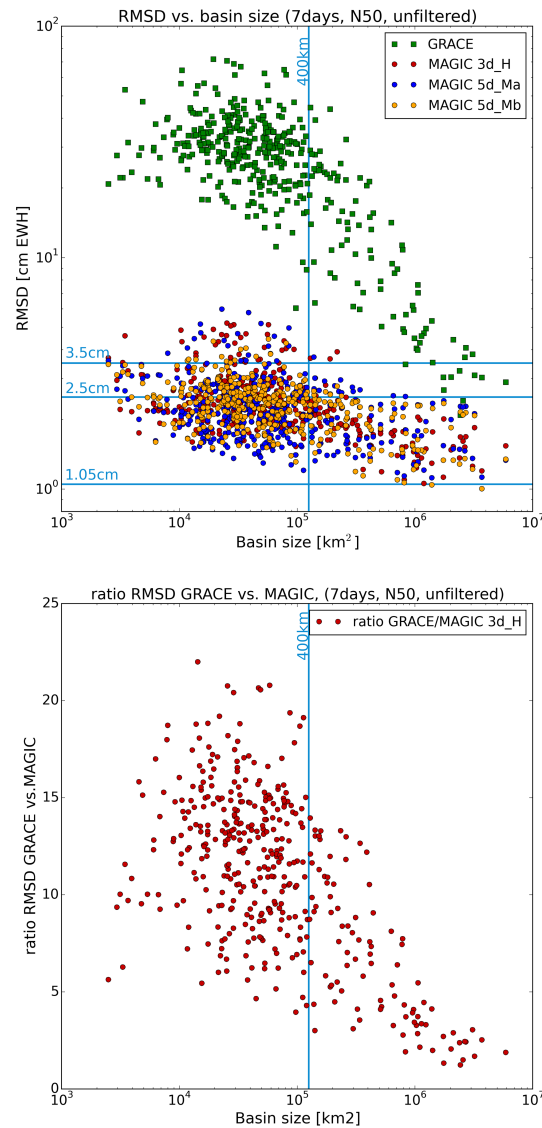 RMSD vs. basin size (7days, N50, unfiltered)
10²
10¹
10⁰
RMSD [cm EWH]
400km
GRACE
MAGIC 3d_H
MAGIC 5d_Ma
MAGIC 5d_Mb
3.5cm
2.5cm
1.05cm
10³ 10⁴ 10⁵ 10⁶ 10⁷
Basin size [km²]
ratio RMSD GRACE vs. MAGIC, (7days, N50, unfiltered)
25
20
15
10
5
0
ratio RMSD GRACE vs.MAGIC
400km
ratio GRACE/MAGIC 3d_H
10³ 10⁴ 10⁵ 10⁶ 10⁷
Basin size [km2]